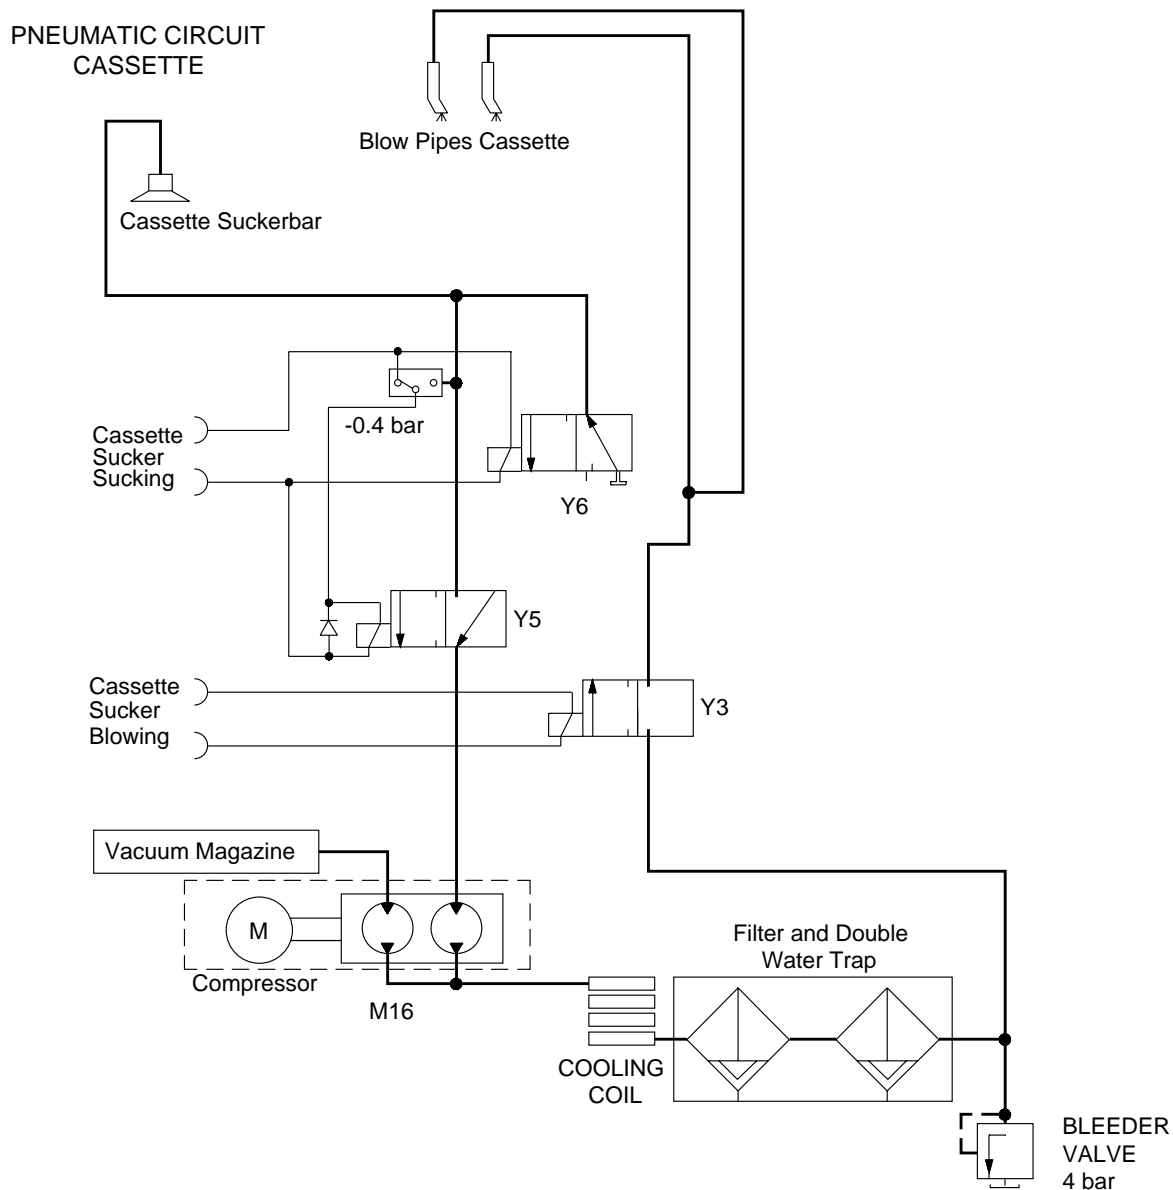 PNEUMATIC CIRCUIT
CASSETTE
Blow Pipes Cassette
Cassette Suckerbar
-0.4 bar
Cassette
Sucker
Sucking
Y6
Y5
Cassette
Sucker
Blowing
Y3
Vacuum Magazine
M
Compressor
M16
Filter and Double
Water Trap
COOLING
COIL
BLEEDER
VALVE
4 bar